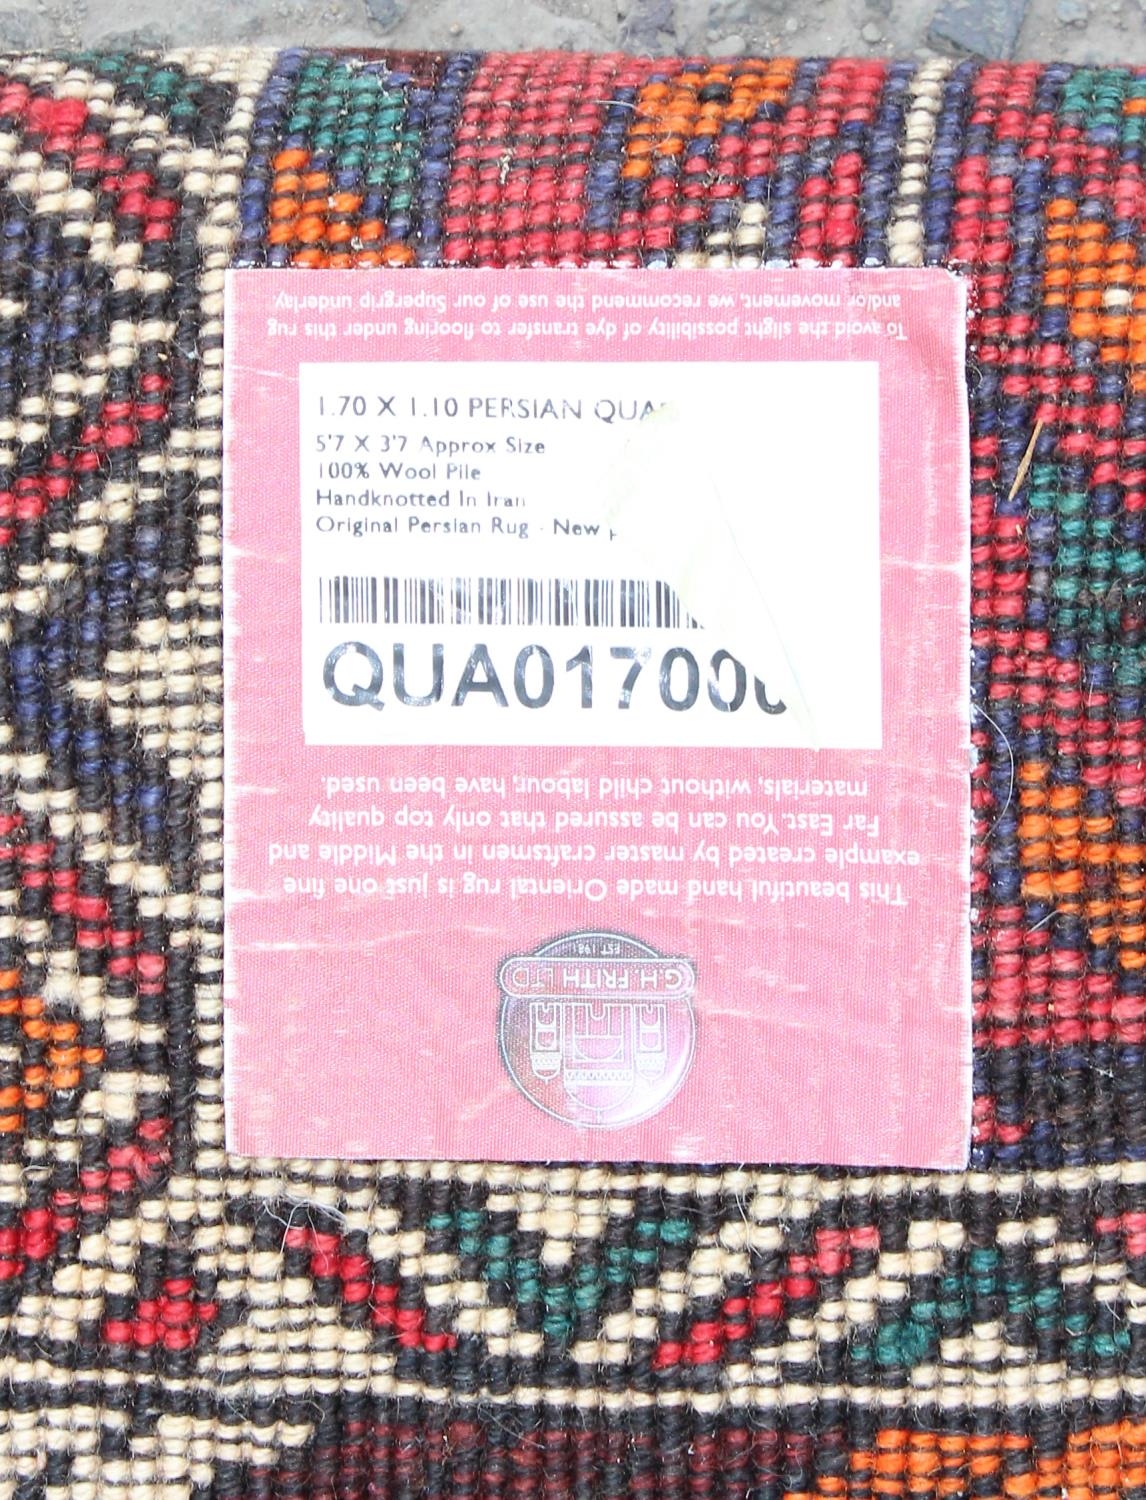 To avoid the slight possibility of dye transfer to flooring under this rug
and/or movement, we recommend the use of our Supergrip underlay.
1.70 X 1.10 PERSIAN
5'7 X 3'7 Approx Size
100% Wool Pile
Handknotted In Iran
Original Persian Rug - New
QUA01700
This beautiful hand made Oriental rug is just one fine
example created by master craftsmen in the Middle and
Far East. You can be assured that only top quality
materials, without child labour, have been used.
G.H. FRITH LTD
EST 1981